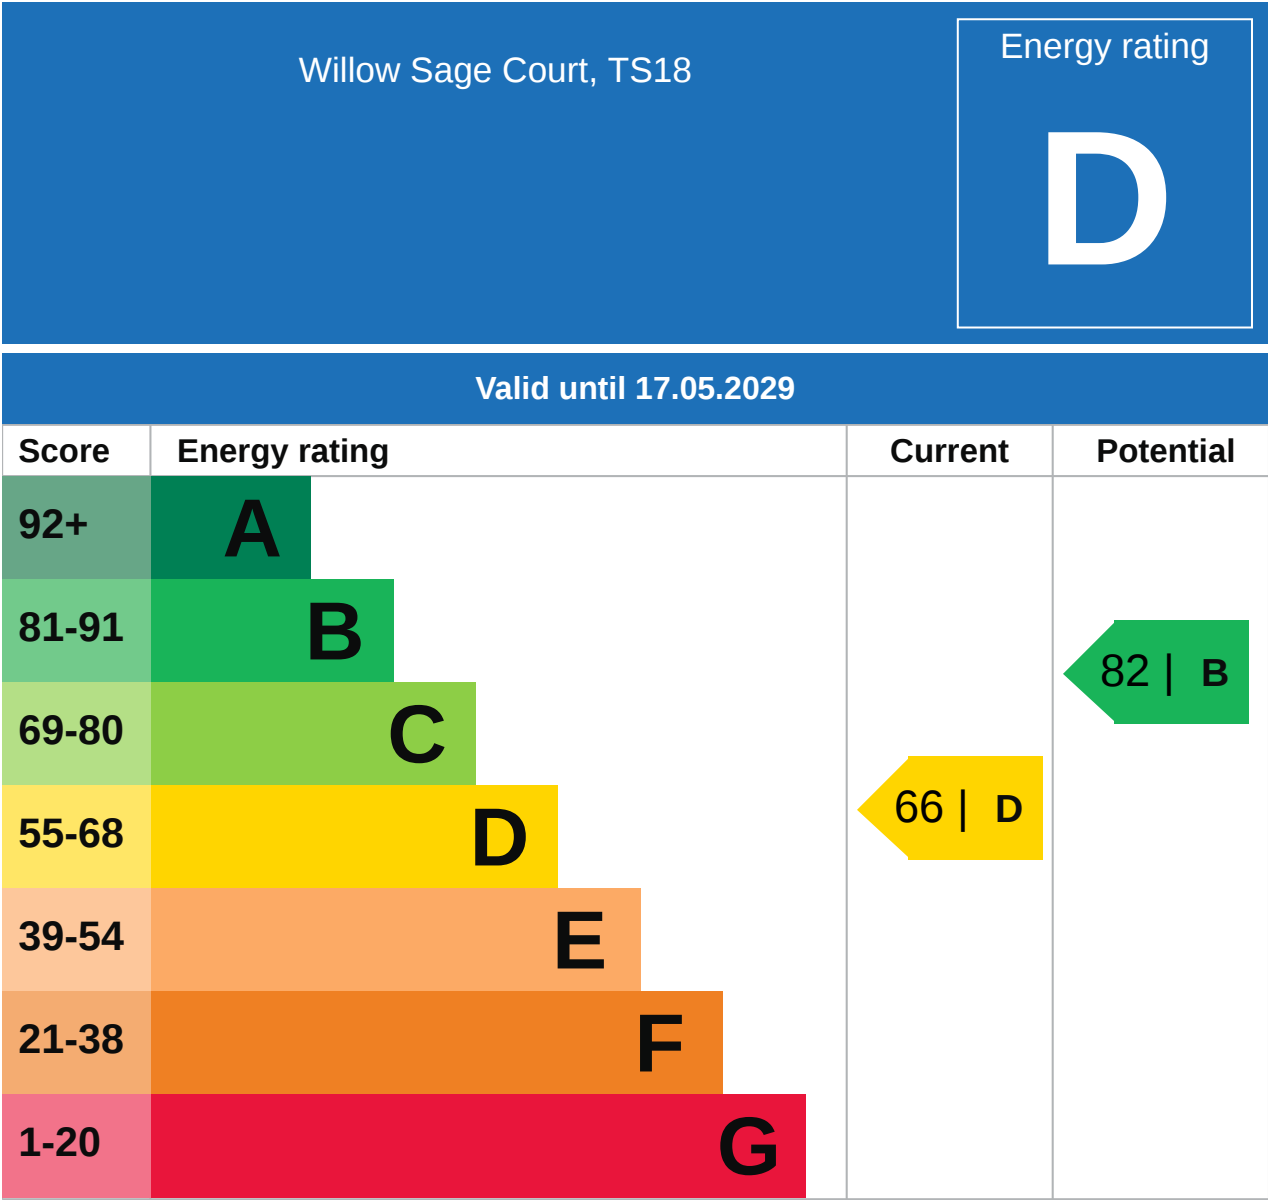 Willow Sage Court, TS18
Energy rating
D
Valid until 17.05.2029
Score Energy rating Current Potential
92+ A
81-91 B
82 | B
69-80 C
66 | D
55-68 D
39-54 E
21-38 F
1-20 G